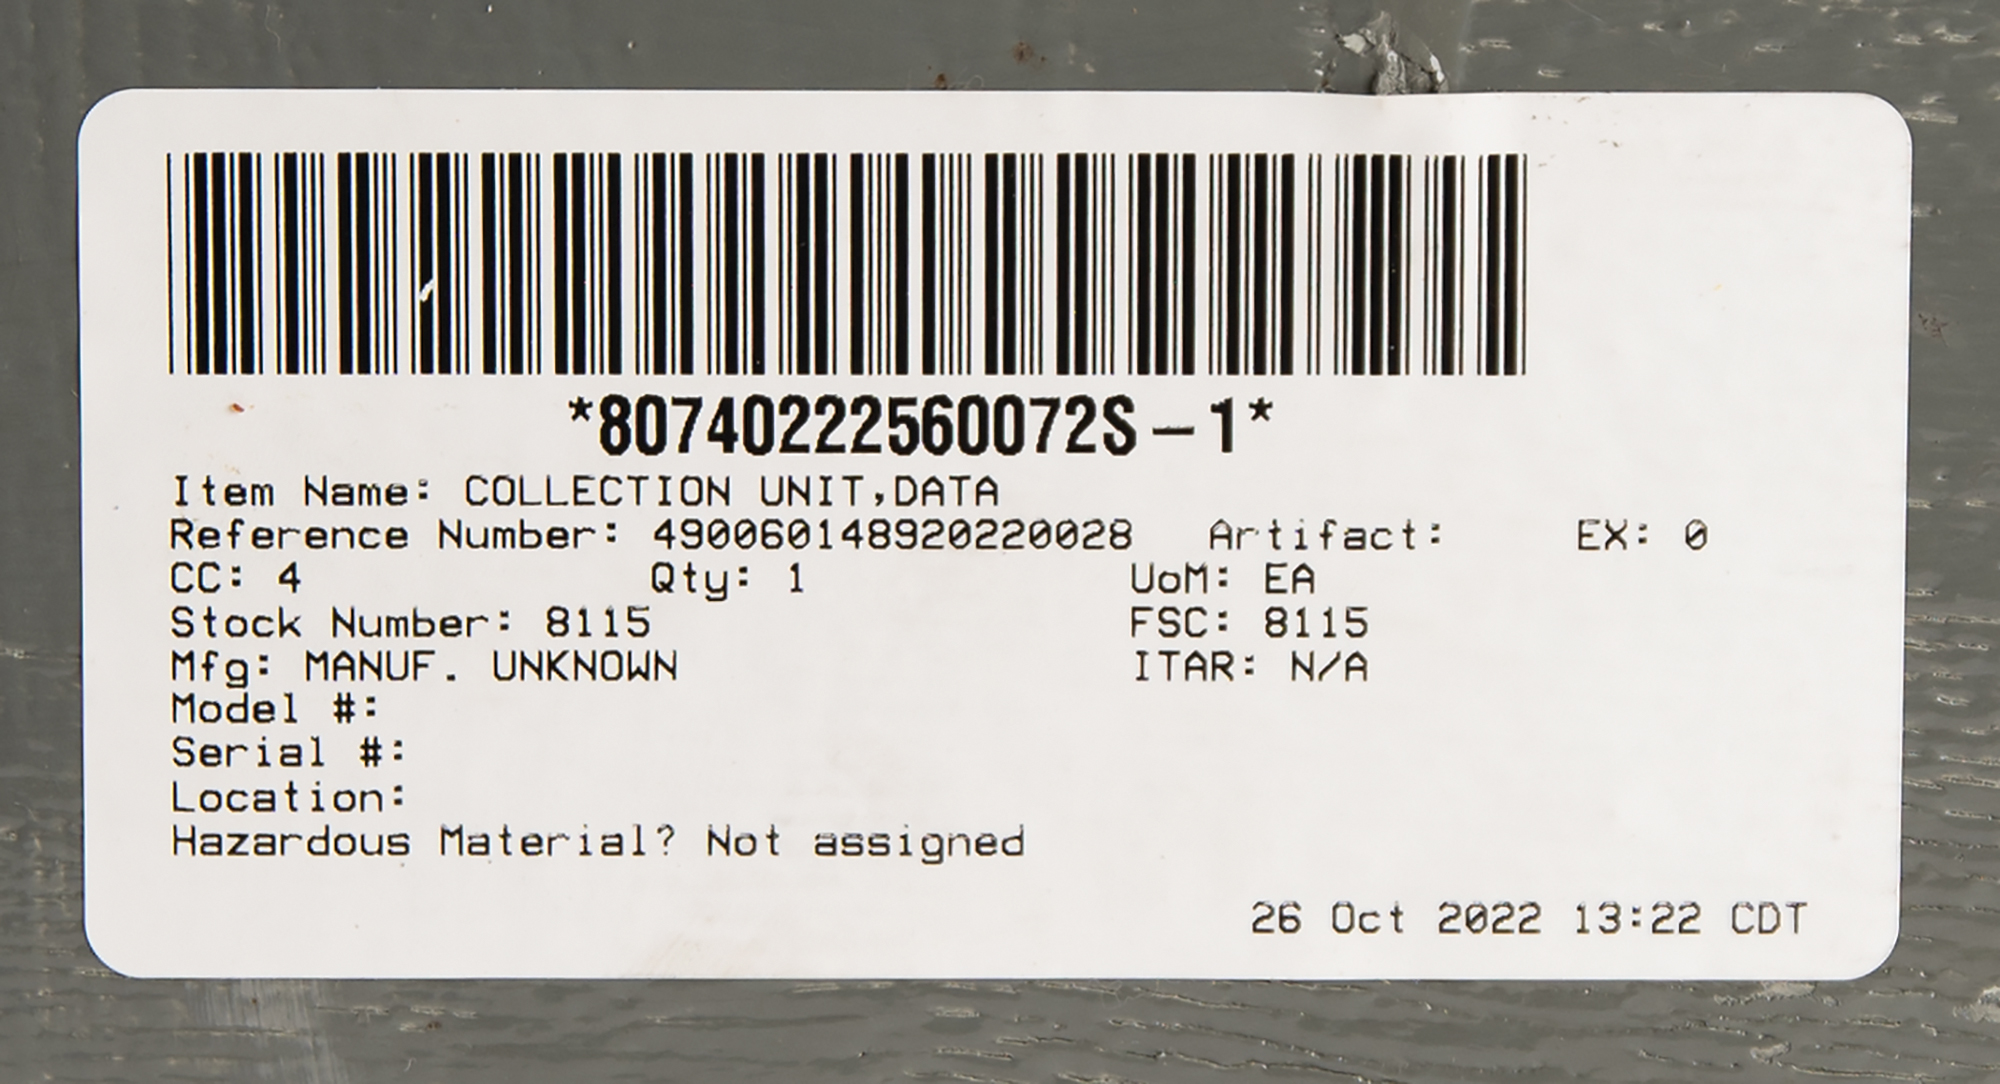 *80740222560072S-1*
Item Name: COLLECTION UNIT,DATA
Reference Number: 490060148920220028 Artifact: EX: 0
CC: 4 Qty: 1 UoM: EA
Stock Number: 8115 FSC: 8115
Mfg: MANUF. UNKNOWN ITAR: N/A
Model #:
Serial #:
Location:
Hazardous Material? Not assigned
26 Oct 2022 13:22 CDT